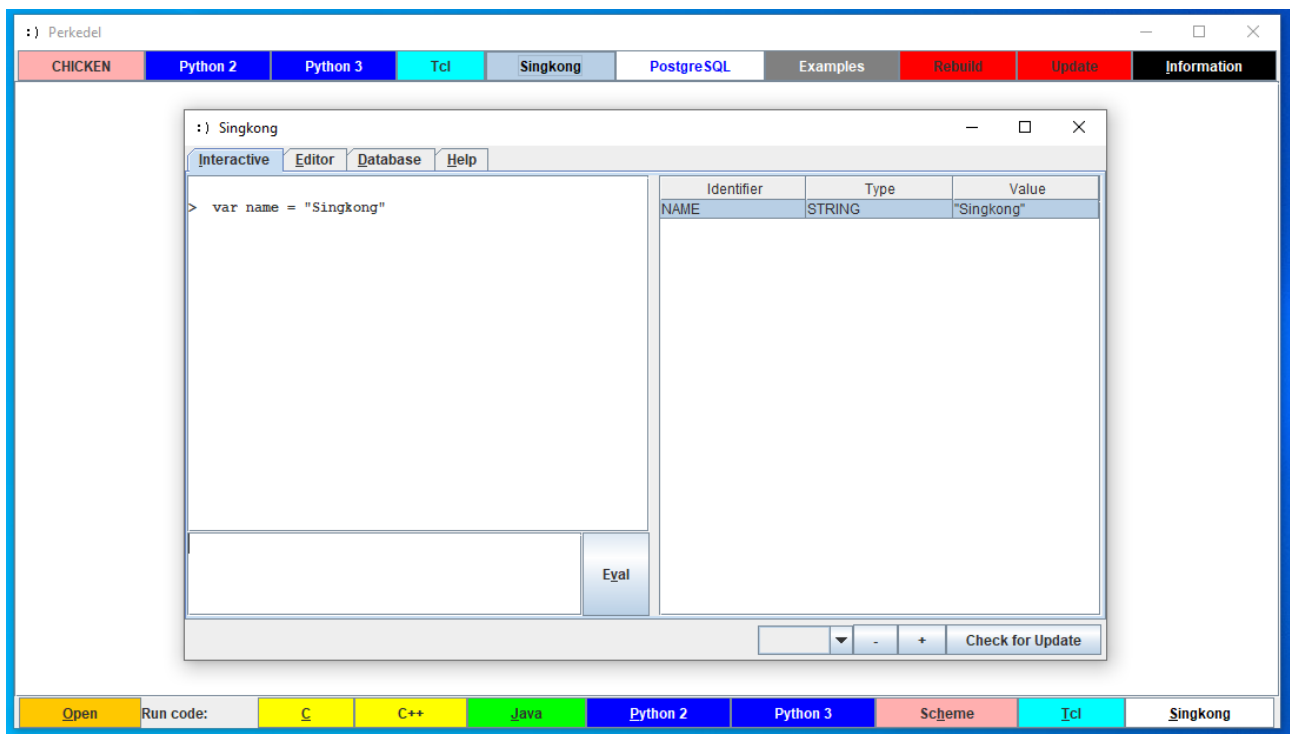 :) Perkedel
CHICKEN Python 2 Python 3 Tcl Singkong PostgreSQL Examples Rebuild Update Information
:) Singkong
Interactive Editor Database Help
Identifier Type Value
> var name = "Singkong"
NAME STRING "Singkong"
Eval
- + Check for Update
Open Run code: C C++ Java Python 2 Python 3 Scheme Tcl Singkong